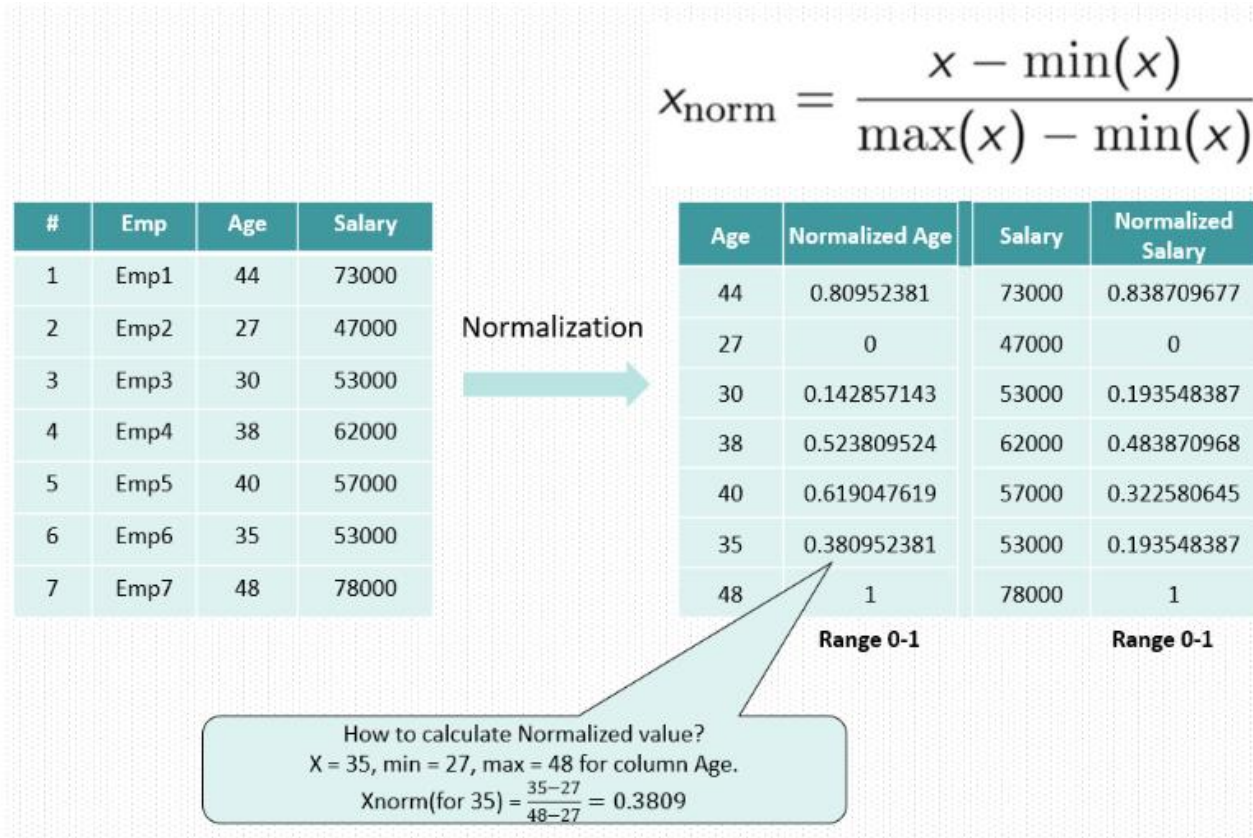 x_norm = (x − min(x)) / (max(x) − min(x))
# Emp Age Salary
1 Emp1 44 73000
2 Emp2 27 47000
3 Emp3 30 53000
4 Emp4 38 62000
5 Emp5 40 57000
6 Emp6 35 53000
7 Emp7 48 78000
Normalization
Age Normalized Age Salary Normalized
Salary
44 0.80952381 73000 0.838709677
27 0 47000 0
30 0.142857143 53000 0.193548387
38 0.523809524 62000 0.483870968
40 0.619047619 57000 0.322580645
35 0.380952381 53000 0.193548387
48 1 78000 1
Range 0-1 Range 0-1
How to calculate Normalized value?
X = 35, min = 27, max = 48 for column Age.
Xnorm(for 35) = (35−27)/(48−27) = 0.3809